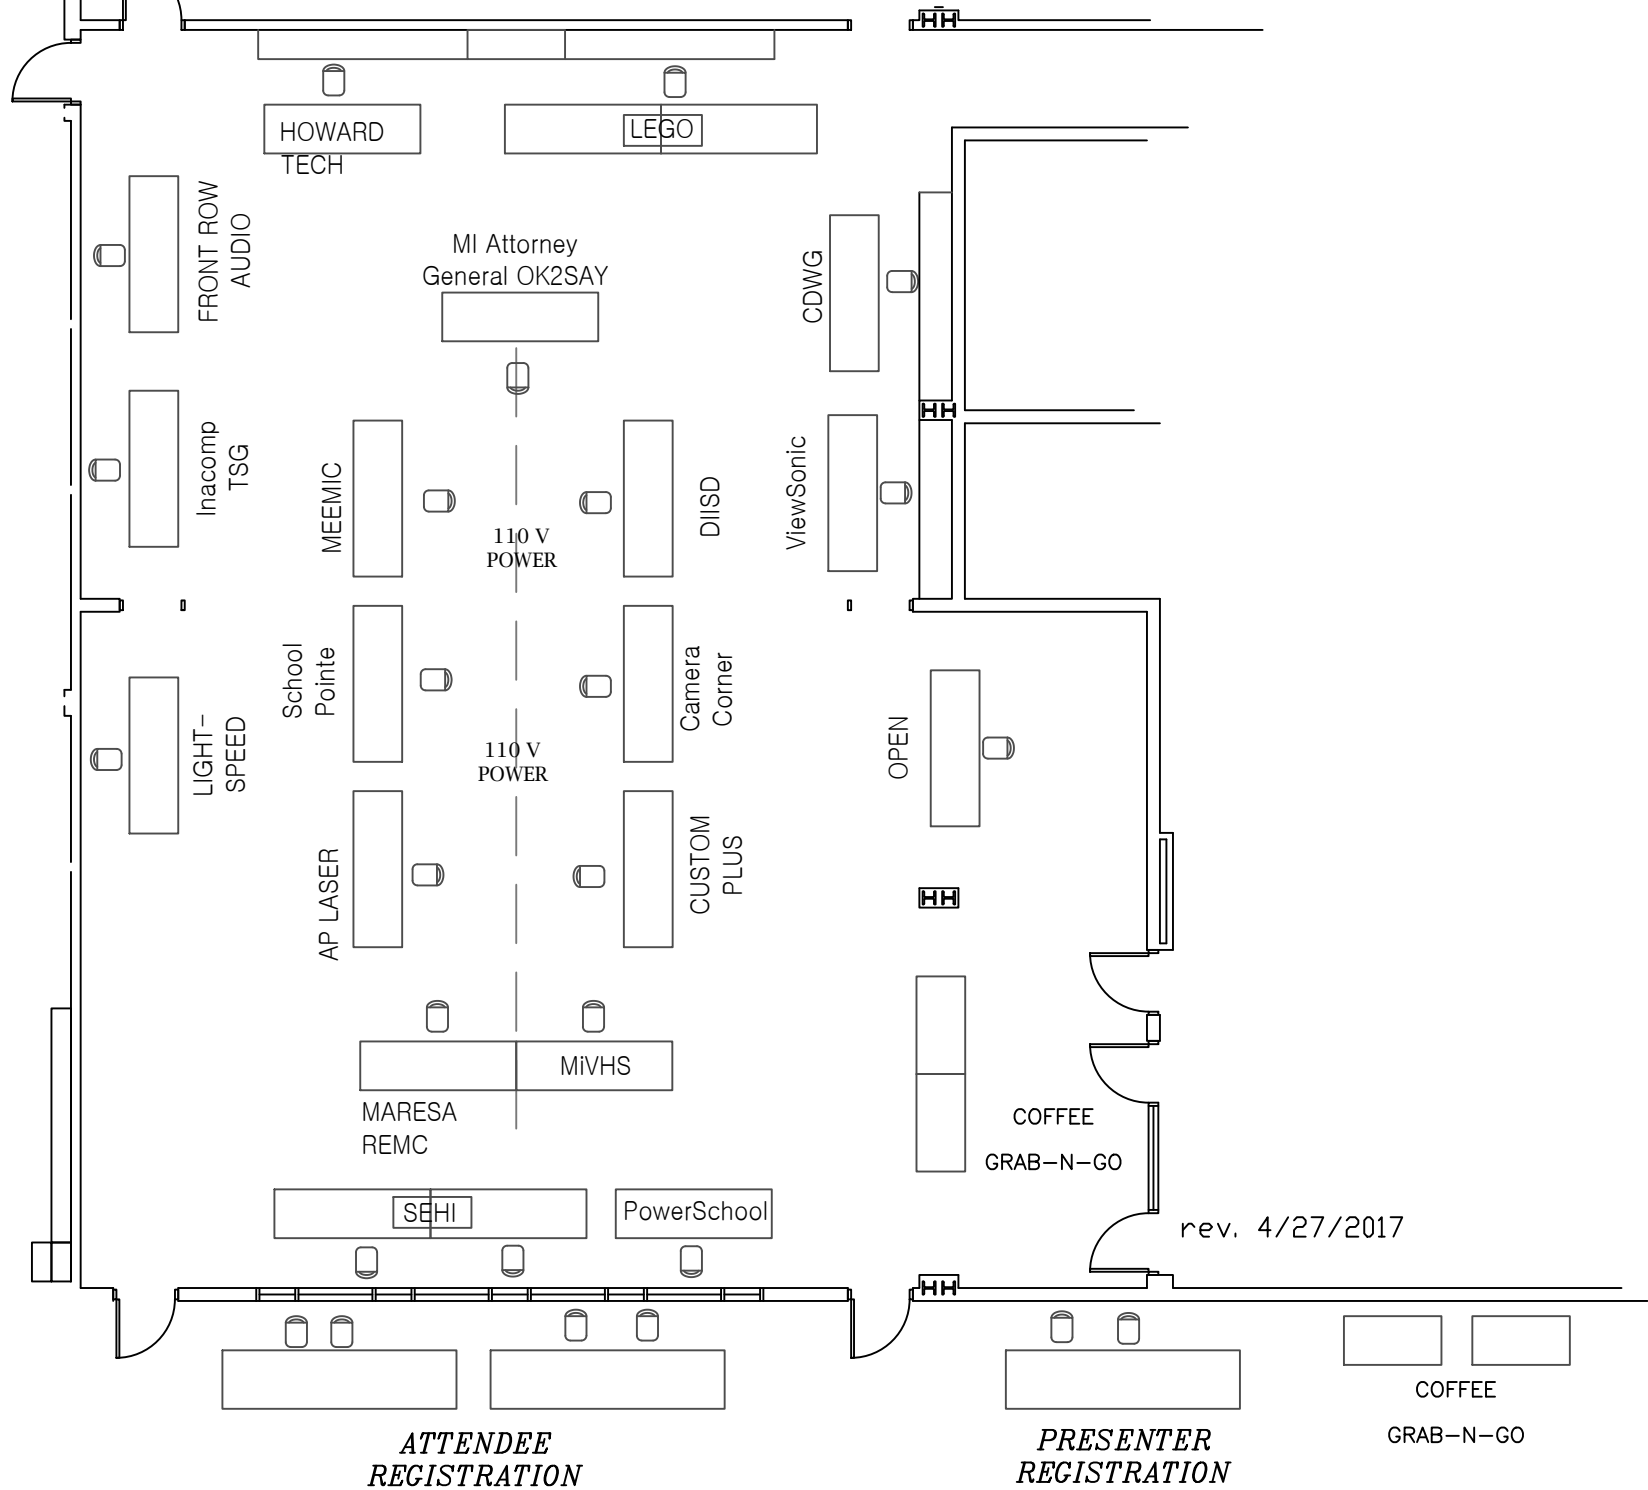 HOWARD
TECH
LEGO
FRONT ROW
AUDIO
MI Attorney
General OK2SAY
CDWG
Inacomp
TSG
MEEMIC
DIISD
ViewSonic
110 V
POWER
School
Pointe
Camera
Corner
LIGHT-
SPEED
110 V
POWER
OPEN
AP LASER
CUSTOM
PLUS
MiVHS
MARESA
REMC
COFFEE
GRAB-N-GO
SEHI
PowerSchool
rev. 4/27/2017
ATTENDEE
REGISTRATION
PRESENTER
REGISTRATION
COFFEE
GRAB-N-GO